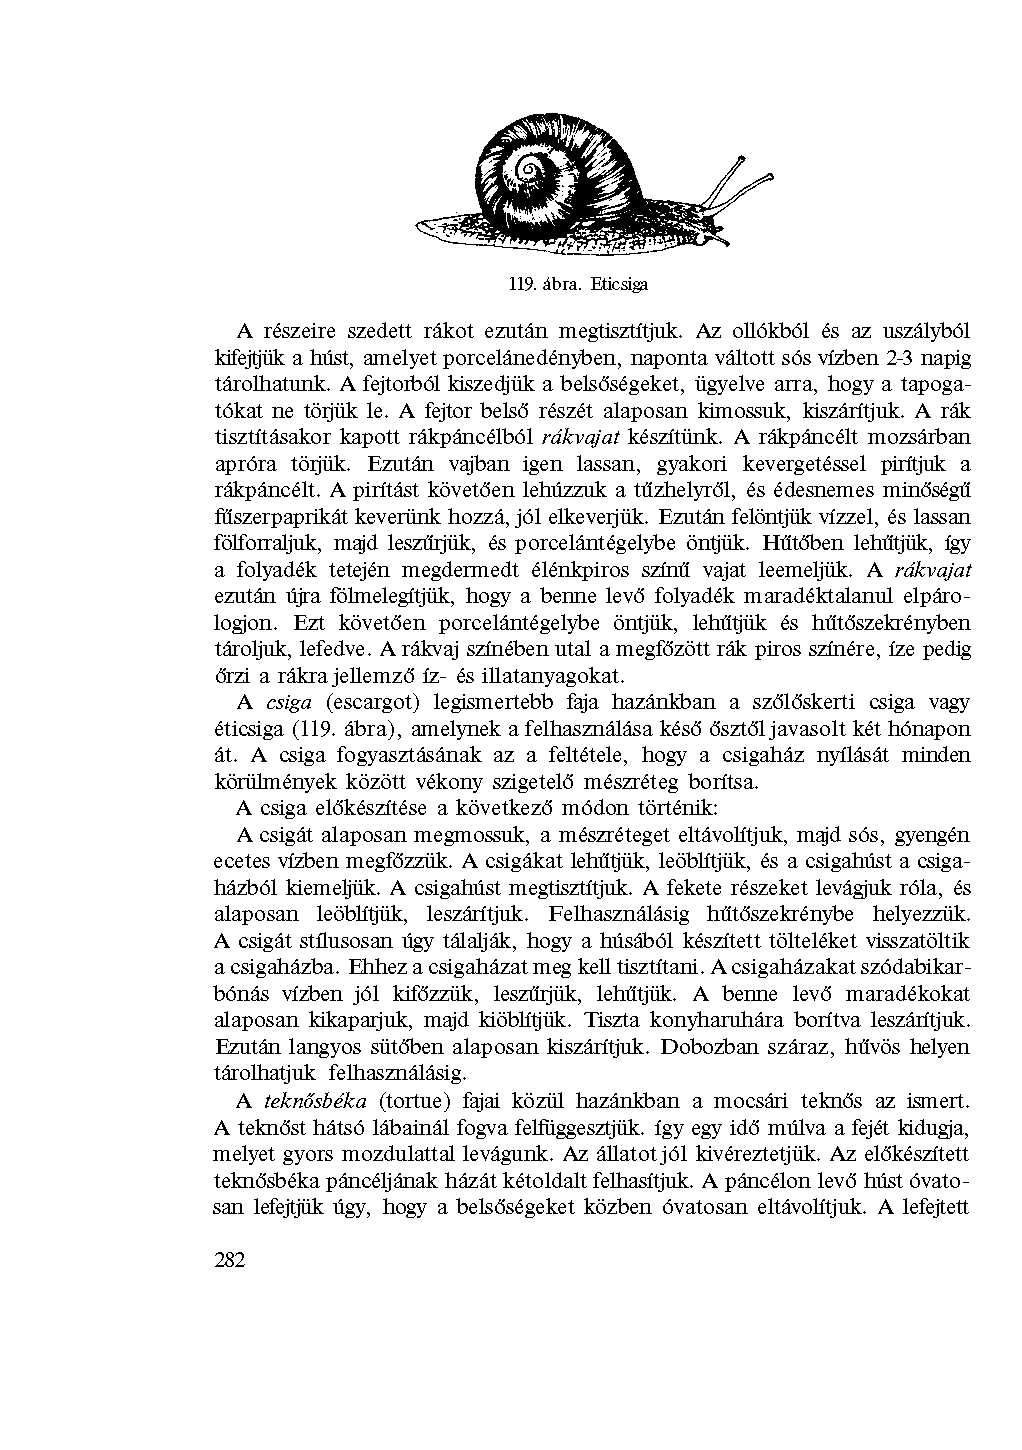 119. ábra. Eticsiga
A részeire szedett rákot ezután megtisztítjuk. Az ollókból és az uszályból
kifejtjük a húst, amelyet porcelánedényben, naponta váltott sós vízben 2-3 napig
tárolhatunk. A fejtorból kiszedjük a belsőségeket, ügyelve arra, hogy a tapoga-
tókat ne törjük le. A fejtor belső részét alaposan kimossuk, kiszárítjuk. A rák
tisztításakor kapott rákpáncélból rákvajat készítünk. A rákpáncélt mozsárban
apróra törjük. Ezután vajban igen lassan, gyakori kevergetéssel pirítjuk a
rákpáncélt. A pirítást követően lehúzzuk a tűzhelyről, és édesnemes minőségű
fűszerpaprikát keverünk hozzá, jól elkeverjük. Ezután felöntjük vízzel, és lassan
fölforraljuk, majd leszűrjük, és porcelántégelybe öntjük. Hűtőben lehűtjük, így
a folyadék tetején megdermedt élénkpiros színű vajat leemeljük. A rákvajat
ezután újra fölmelegítjük, hogy a benne levő folyadék maradéktalanul elpáro-
logjon. Ezt követően porcelántégelybe öntjük, lehűtjük és hűtőszekrényben
tároljuk, lefedve. A rákvaj színében utal a megfőzött rák piros színére, íze pedig
őrzi a rákra jellemző íz- és illatanyagokat.
A csiga (escargot) legismertebb faja hazánkban a szőlőskerti csiga vagy
éticsiga (119. ábra), amelynek a felhasználása késő ősztől javasolt két hónapon
át. A csiga fogyasztásának az a feltétele, hogy a csigaház nyílását minden
körülmények között vékony szigetelő mészréteg borítsa.
A csiga előkészítése a következő módon történik:
A csigát alaposan megmossuk, a mészréteget eltávolítjuk, majd sós, gyengén
ecetes vízben megfőzzük. A csigákat lehűtjük, leöblítjük, és a csigahúst a csiga-
házból kiemeljük. A csigahúst megtisztítjuk. A fekete részeket levágjuk róla, és
alaposan leöblítjük, leszárítjuk. Felhasználásig hűtőszekrénybe helyezzük.
A csigát stílusosan úgy tálalják, hogy a húsából készített tölteléket visszatöltik
a csigaházba. Ehhez a csigaházat meg kell tisztítani. A csigaházakat szódabikar-
bónás vízben jól kifőzzük, leszűrjük, lehűtjük. A benne levő maradékokat
alaposan kikaparjuk, majd kiöblítjük. Tiszta konyharuhára borítva leszárítjuk.
Ezután langyos sütőben alaposan kiszárítjuk. Dobozban száraz, hűvös helyen
tárolhatjuk felhasználásig.
A teknősbéka (tortue) fajai közül hazánkban a mocsári teknős az ismert.
A teknőst hátsó lábainál fogva felfüggesztjük. így egy idő múlva a fejét kidugja,
melyet gyors mozdulattal levágunk. Az állatot jól kivéreztetjük. Az előkészített
teknősbéka páncéljának házát kétoldalt felhasítjuk. A páncélon levő húst óvato-
san lefejtjük úgy, hogy a belsőségeket közben óvatosan eltávolítjuk. A lefejtett
282